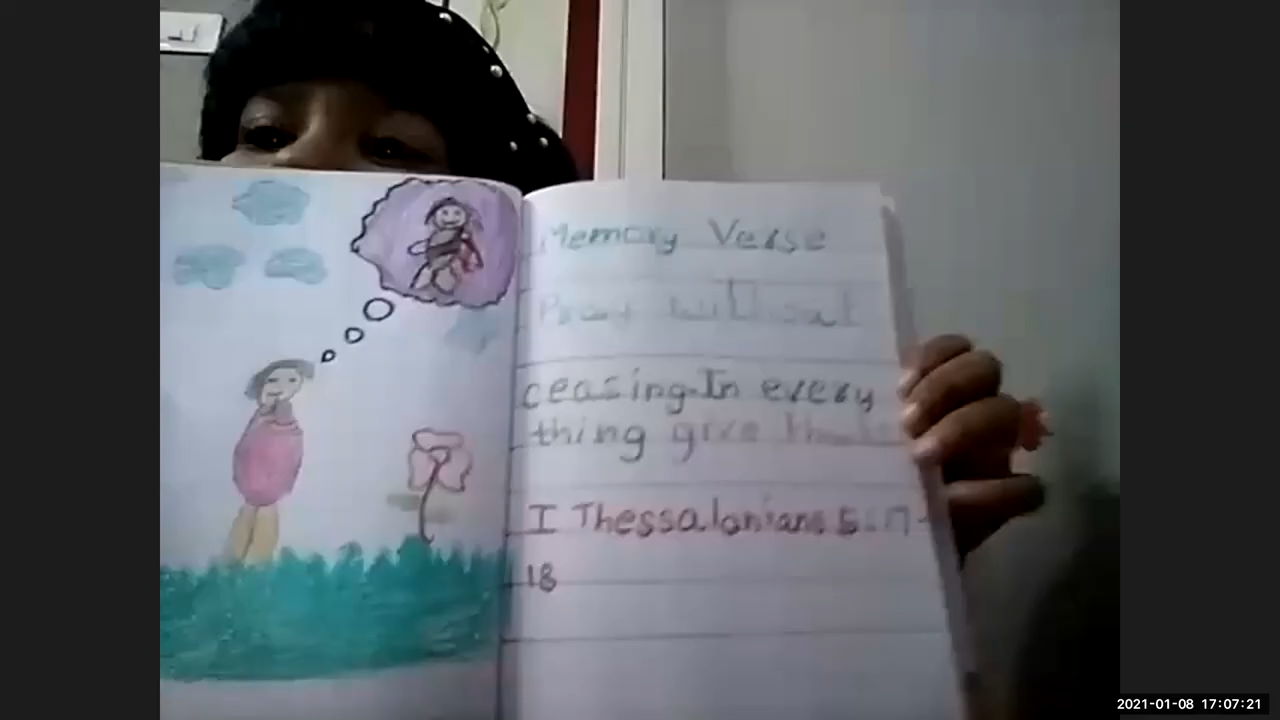 Memory Verse
Pray without
ceasing. In every
thing give thanks
I Thessalonians 5:17-
18
2021-01-08 17:07:21